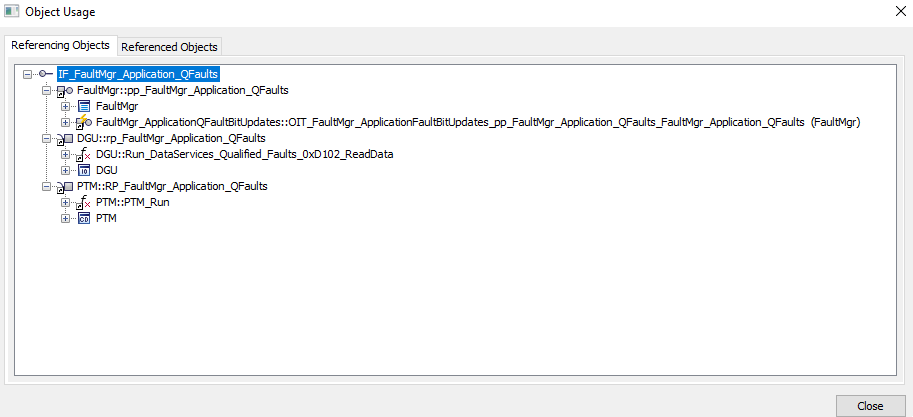 Object Usage
Referencing Objects
Referenced Objects
IF_FaultMgr_Application_QFaults
FaultMgr::pp_FaultMgr_Application_QFaults
FaultMgr
FaultMgr_ApplicationQFaultBitUpdates::OIT_FaultMgr_ApplicationFaultBitUpdates_pp_FaultMgr_Application_QFaults_FaultMgr_Application_QFaults (FaultMgr)
DGU::rp_FaultMgr_Application_QFaults
DGU::Run_DataServices_Qualified_Faults_0xD102_ReadData
DGU
PTM::RP_FaultMgr_Application_QFaults
PTM::PTM_Run
PTM
Close